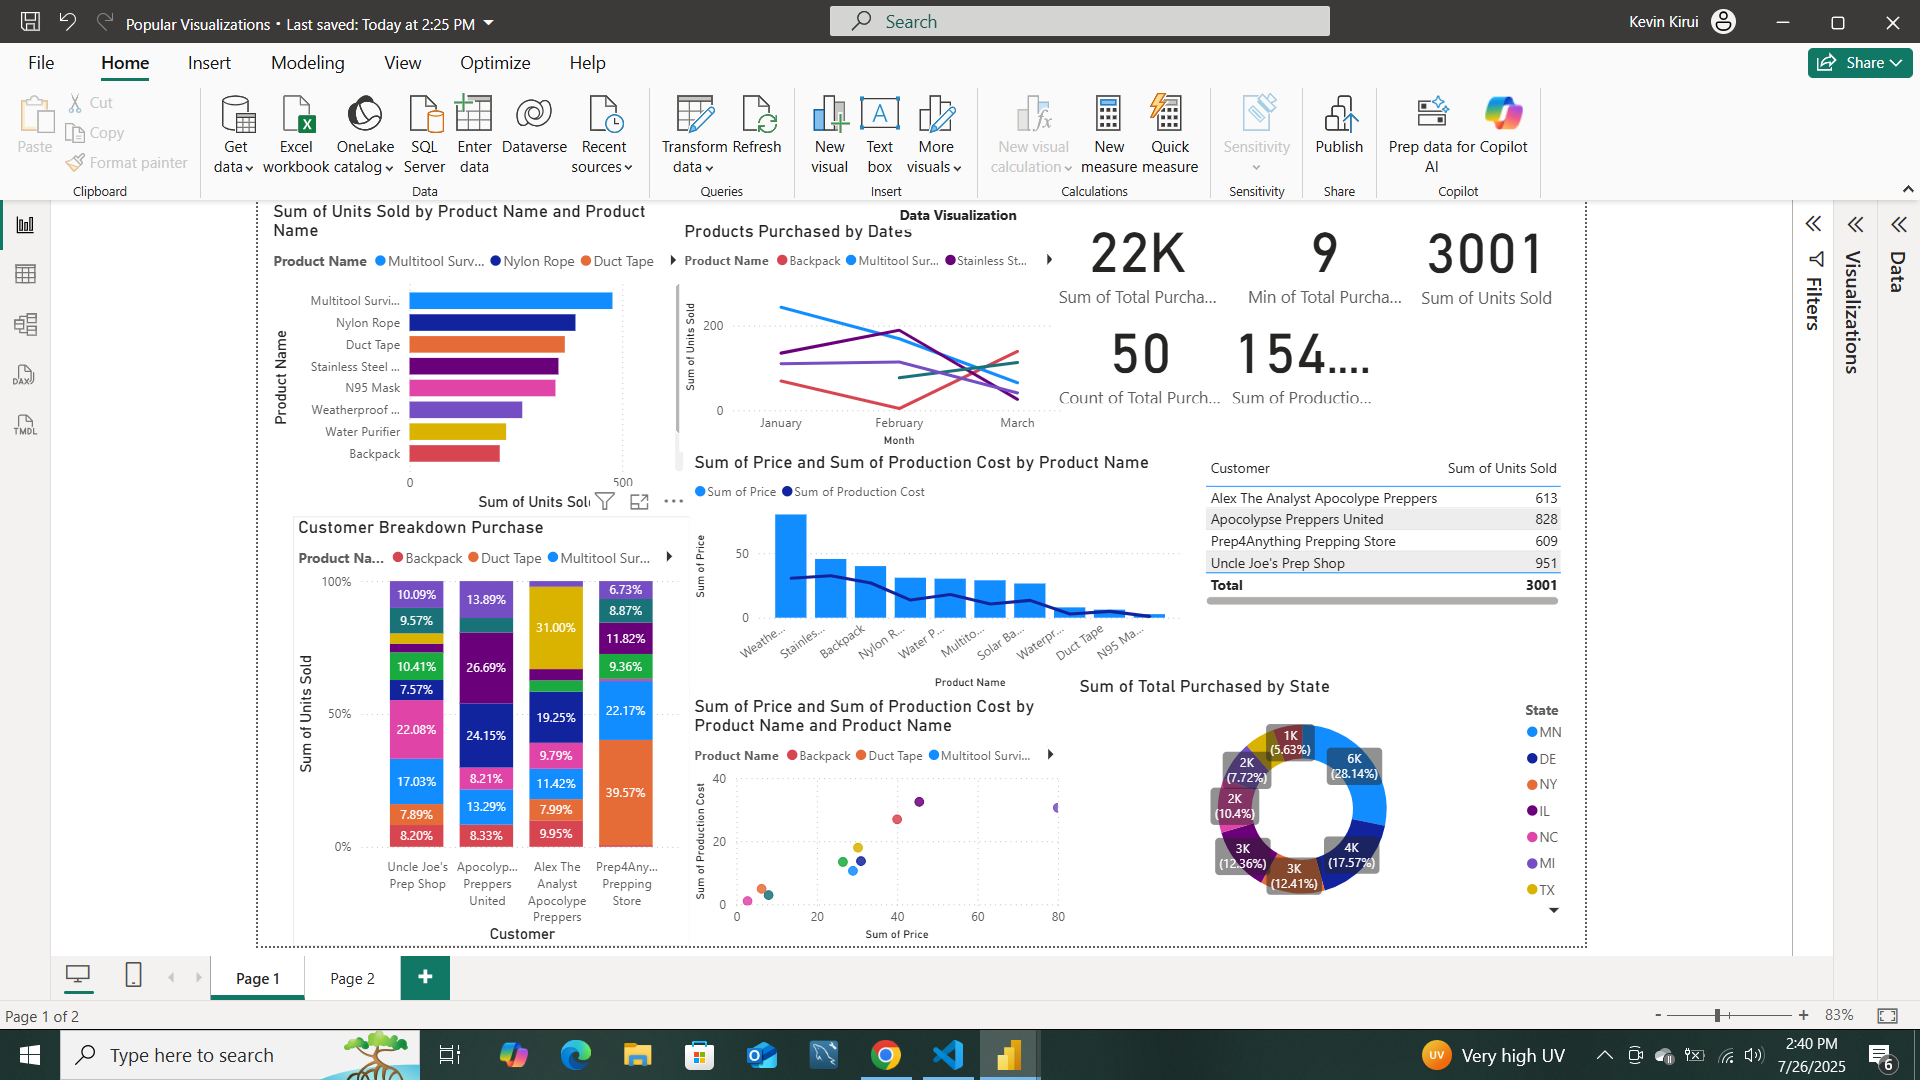 Popular Visualizations • Last saved: Today at 2:25 PM
Search
Kevin Kirui
File
Home
Insert
Modeling
View
Optimize
Help
Share
Paste
Cut
Copy
Format painter
Clipboard
Get data
Excel workbook
OneLake catalog
SQL Server
Enter data
Dataverse
Recent sources
Data
Transform data
Refresh
Queries
New visual
Text box
More visuals
Insert
New visual calculation
New measure
Quick measure
Calculations
Sensitivity
Sensitivity
Publish
Share
Prep data for AI
Copilot
Copilot
Sum of Units Sold by Product Name and Product
Name
Product Name Multitool Surv... Nylon Rope Duct Tape
Product Name
Multitool Survi...
Nylon Rope
Duct Tape
Stainless Steel ...
N95 Mask
Weatherproof ...
Water Purifier
Backpack
0 500
Sum of Units Sol
Data Visualization
Products Purchased by Dates
Product Name Backpack Multitool Sur... Stainless St...
Sum of Units Sold
200
0
January February March
Month
22K
Sum of Total Purcha...
9
Min of Total Purcha...
3001
Sum of Units Sold
50
Count of Total Purch...
154....
Sum of Productio...
Customer Breakdown Purchase
Product Na... Backpack Duct Tape Multitool Sur...
Sum of Units Sold
100%
50%
0%
10.09%
9.57%
10.41%
7.57%
22.08%
17.03%
7.89%
8.20%
13.89%
26.69%
24.15%
8.21%
13.29%
8.33%
31.00%
19.25%
9.79%
11.42%
7.99%
9.95%
6.73%
8.87%
11.82%
9.36%
22.17%
39.57%
Uncle Joe's
Prep Shop
Apocolyp...
Preppers
United
Alex The
Analyst
Apocolype
Preppers
Prep4Any...
Prepping
Store
Customer
Sum of Price and Sum of Production Cost by Product Name
Sum of Price Sum of Production Cost
Sum of Price
50
0
Weathe...
Stainles...
Backpack
Nylon R...
Water P...
Multito...
Solar Ba...
Waterpr...
Duct Tape
N95 Ma...
Product Name
Customer Sum of Units Sold
Alex The Analyst Apocolype Preppers 613
Apocolypse Preppers United 828
Prep4Anything Prepping Store 609
Uncle Joe's Prep Shop 951
Total 3001
Sum of Price and Sum of Production Cost by
Product Name and Product Name
Product Name Backpack Duct Tape Multitool Survi...
Sum of Production Cost
40
20
0
0 20 40 60 80
Sum of Price
Sum of Total Purchased by State
6K
(28.14%)
4K
(17.57%)
3K
(12.41%)
3K
(12.36%)
2K
(10.4%)
2K
(7.72%)
1K
(5.63%)
State
MN
DE
NY
IL
NC
MI
TX
Filters
Visualizations
Data
DAX
TMDL
Page 1
Page 2
+
Page 1 of 2
- + 83%
Type here to search
UV
Very high UV
2:40 PM
7/26/2025
6